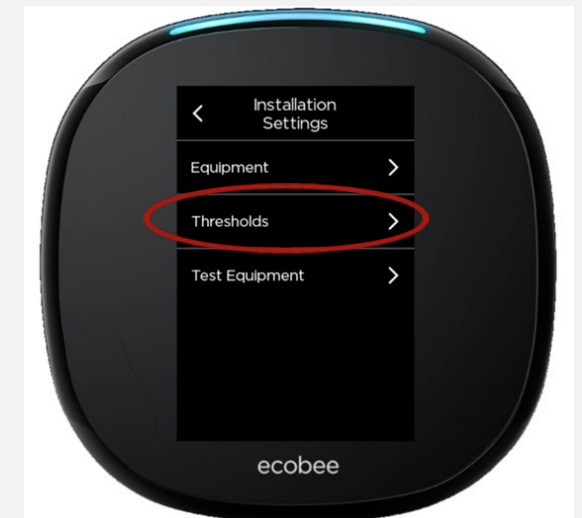 Installation
Settings
Equipment
Thresholds
Test Equipment
ecobee